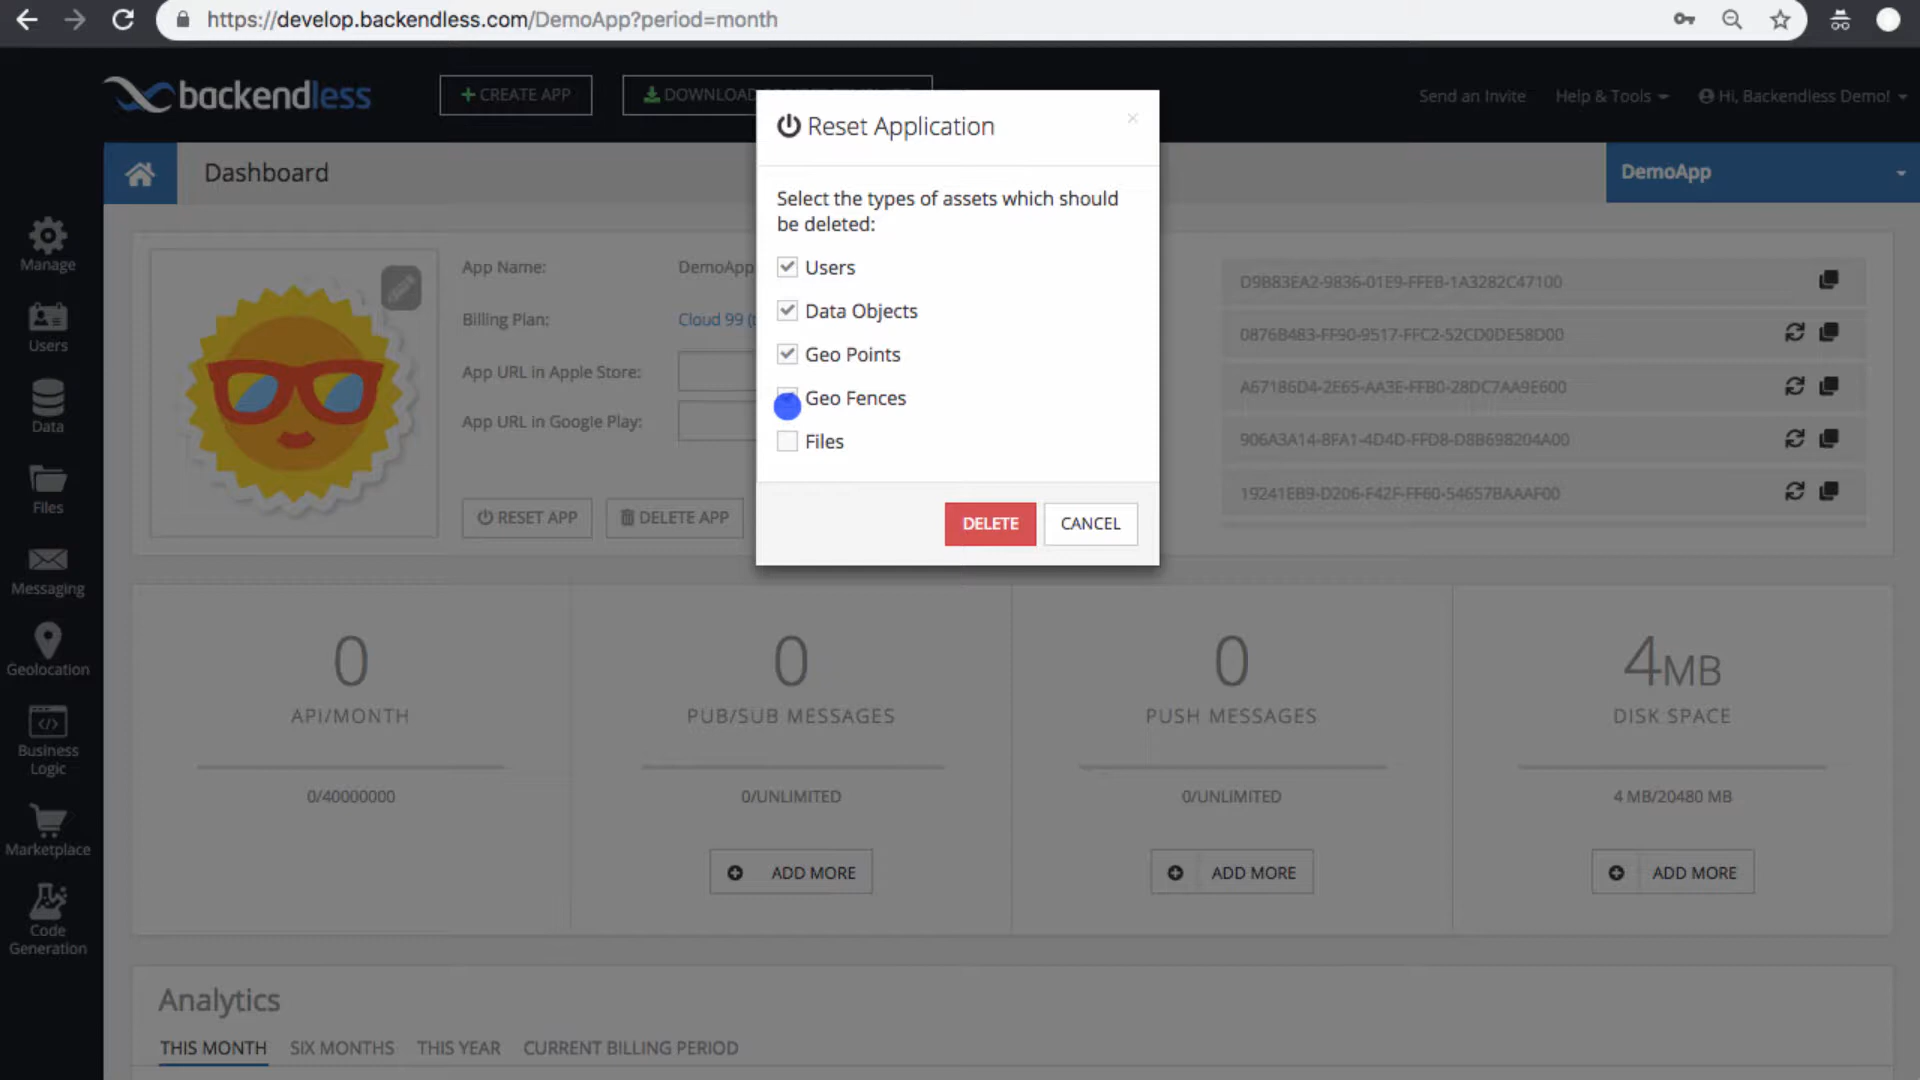 https://develop.backendless.com/DemoApp?period=month
backendless
CREATE APP
DOWNLOAD
Send an Invite
Help & Tools
Hi, Backendless Demo!
Reset Application
Dashboard
DemoApp
Select the types of assets which should
be deleted:
Users
Data Objects
Geo Points
Geo Fences
Files
DELETE
CANCEL
Manage
Users
Data
Files
Messaging
Geolocation
Business
Logic
Marketplace
Code
Generation
App Name:
DemoApp
Billing Plan:
Cloud 99
App URL in Apple Store:
App URL in Google Play:
RESET APP
DELETE APP
D9B83EA2-9836-01E9-FFEB-1A3282C47100
0876B483-FF90-9517-FFC2-52CD0DE58D00
A67186D4-2E65-AA3E-FFB0-28DC7AA9E600
906A3A14-8FA1-4D4D-FFD8-D8B698204A00
19241EB9-D206-F42F-FF60-54657BAAAF00
0
API/MONTH
0/40000000
0
PUB/SUB MESSAGES
0/UNLIMITED
ADD MORE
0
PUSH MESSAGES
0/UNLIMITED
ADD MORE
4MB
DISK SPACE
4 MB/20480 MB
ADD MORE
Analytics
THIS MONTH
SIX MONTHS
THIS YEAR
CURRENT BILLING PERIOD